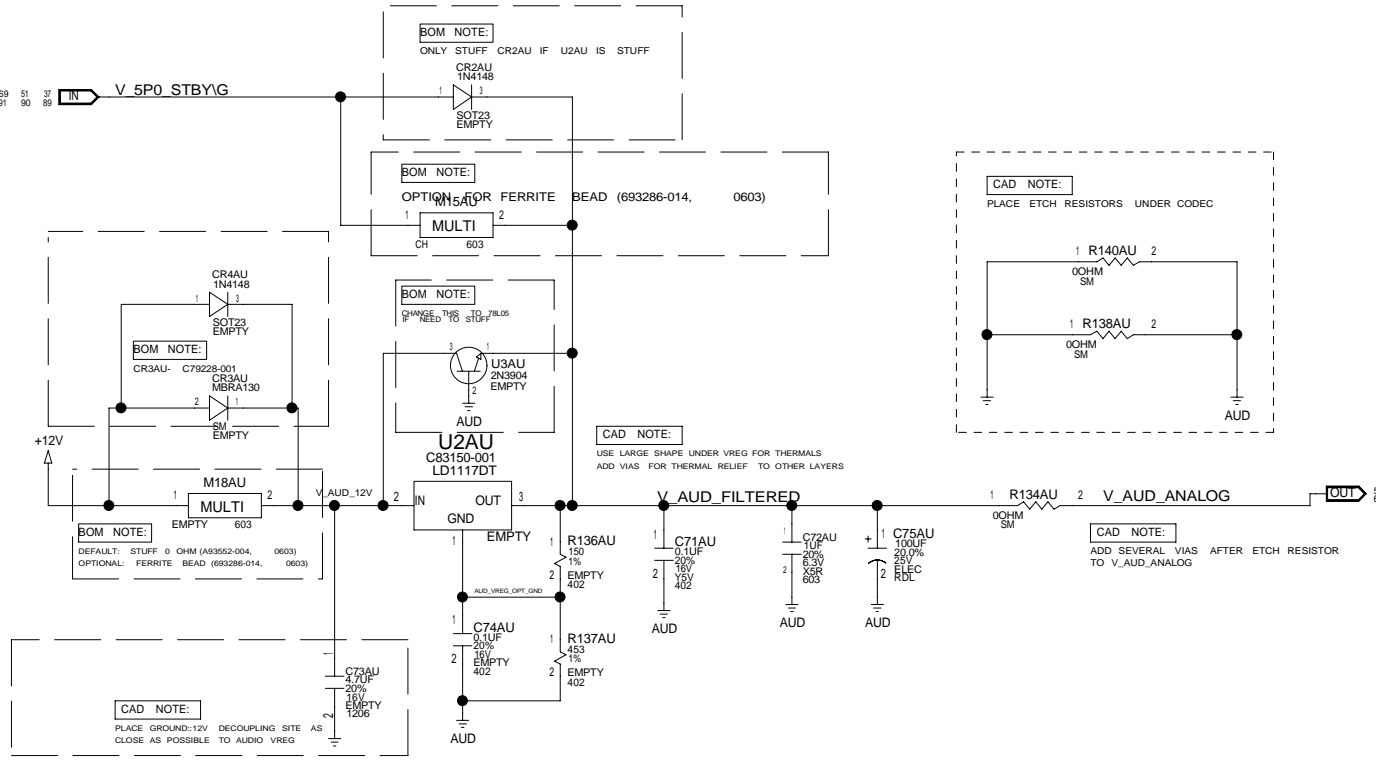 BOM NOTE:
ONLY STUFF CR2AU IF U2AU IS STUFF
CR2AU
1N4148
1 3
SOT23
EMPTY
69 51 37
91 90 89
IN
V_5P0_STBY\G
BOM NOTE:
OPTION FOR FERRITE BEAD (693286-014, 0603)
M15AU
1 MULTI 2
CH 603
CAD NOTE:
PLACE ETCH RESISTORS UNDER CODEC
1 R140AU 2
0OHM
SM
1 R138AU 2
0OHM
SM
AUD
CR4AU
1N4148
1 3
SOT23
EMPTY
BOM NOTE:
CR3AU- C79228-001
CR3AU
MBRA130
2 1
SM
EMPTY
BOM NOTE:
CHANGE THIS TO 78L05
IF NEED TO STUFF
3 1
U3AU
2N3904
EMPTY
2
AUD
+12V
M18AU
1 MULTI 2
EMPTY 603
BOM NOTE:
DEFAULT: STUFF 0 OHM (A93552-004, 0603)
OPTIONAL: FERRITE BEAD (693286-014, 0603)
V_AUD_12V
U2AU
C83150-001
LD1117DT
2 IN OUT 3
GND
EMPTY
1
CAD NOTE:
USE LARGE SHAPE UNDER VREG FOR THERMALS
ADD VIAS FOR THERMAL RELIEF TO OTHER LAYERS
V_AUD_FILTERED
1 R134AU 2
0OHM
SM
V_AUD_ANALOG
OUT
CAD NOTE:
ADD SEVERAL VIAS AFTER ETCH RESISTOR
TO V_AUD_ANALOG
1 R136AU
150
1%
2 EMPTY
402
AUD_VREG_OPT_GND
1 C71AU
0.1UF
20%
16V
2 Y5V
402
AUD
1 C72AU
1UF
20%
6.3V
2 X5R
603
AUD
+ 1 C75AU
100UF
20.0%
25V
2 ELEC
RDL
AUD
1 C74AU
0.1UF
20%
16V
2 EMPTY
402
1 R137AU
453
1%
2 EMPTY
402
AUD
1 C73AU
4.7UF
20%
16V
EMPTY
2 1206
CAD NOTE:
PLACE GROUND::12V DECOUPLING SITE AS
CLOSE AS POSSIBLE TO AUDIO VREG